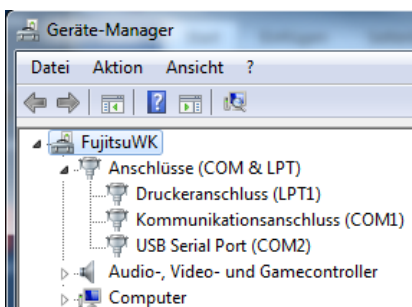 Geräte-Manager
Datei Aktion Ansicht ?
FujitsuWK
Anschlüsse (COM & LPT)
Druckeranschluss (LPT1)
Kommunikationsanschluss (COM1)
USB Serial Port (COM2)
Audio-, Video- und Gamecontroller
Computer